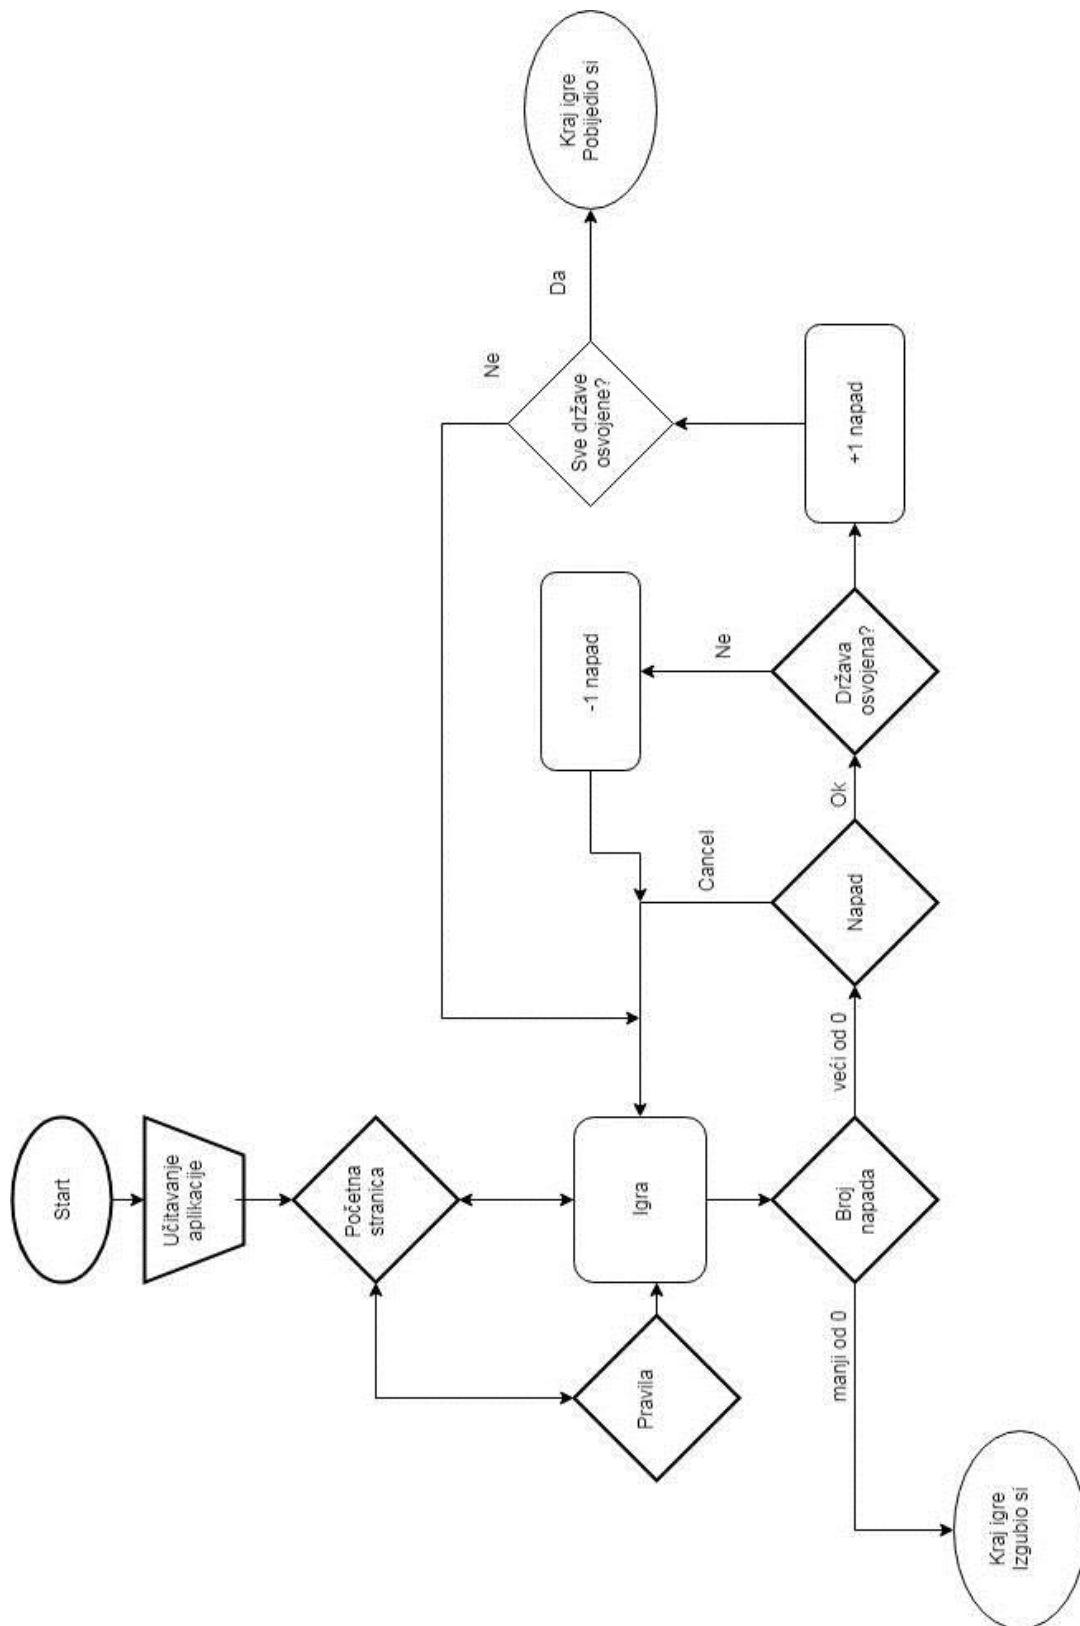 Start
Učitavanje
aplikacije
Početna
stranica
Pravila
Igra
Broj
napada
manji od 0
Kraj igre
Izgubio si
veći od 0
Napad
Cancel
Ok
Država
osvojena?
Ne
-1 napad
+1 napad
Sve države
osvojene?
Ne
Da
Kraj igre
Pobijedio si